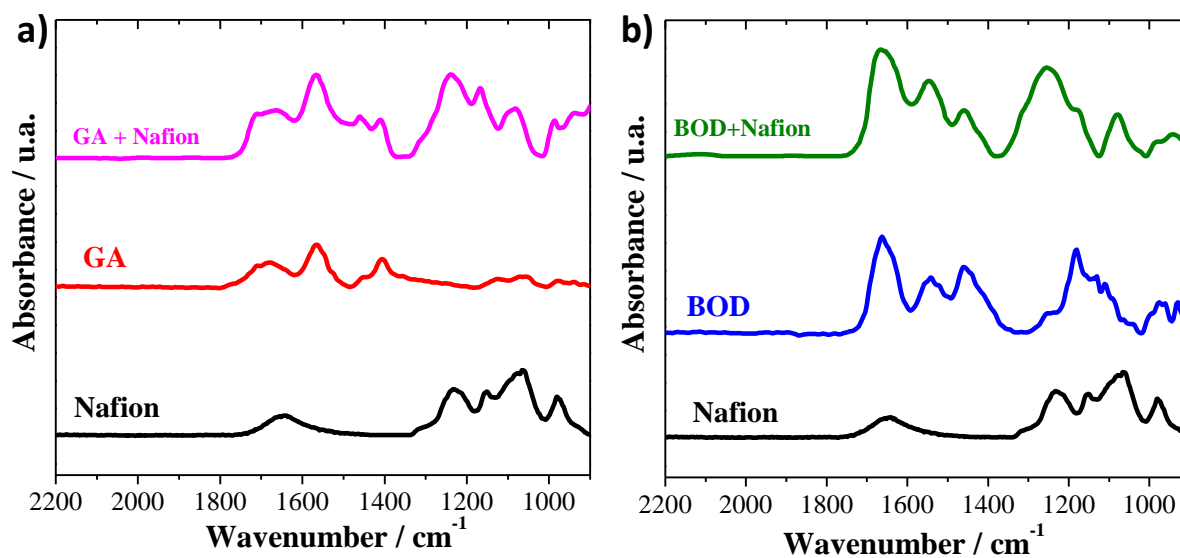 a)
Absorbance / u.a.
GA + Nafion
GA
Nafion
2200 2000 1800 1600 1400 1200 1000
Wavenumber / cm-1
b)
Absorbance / u.a.
BOD+Nafion
BOD
Nafion
2200 2000 1800 1600 1400 1200 1000
Wavenumber / cm-1